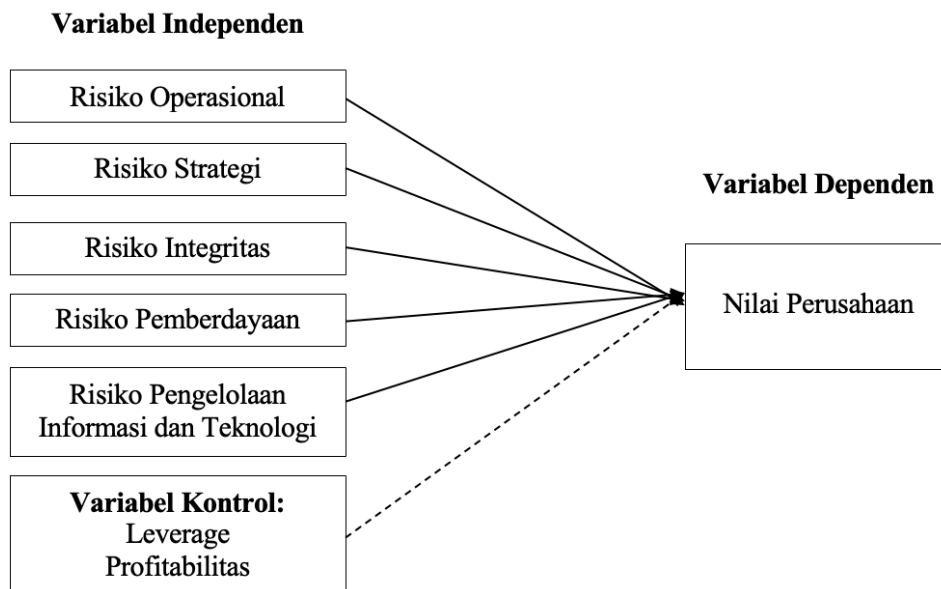 Variabel Independen
Risiko Operasional
Risiko Strategi
Risiko Integritas
Risiko Pemberdayaan
Risiko Pengelolaan
Informasi dan Teknologi
Variabel Kontrol:
Leverage
Profitabilitas
Variabel Dependen
Nilai Perusahaan